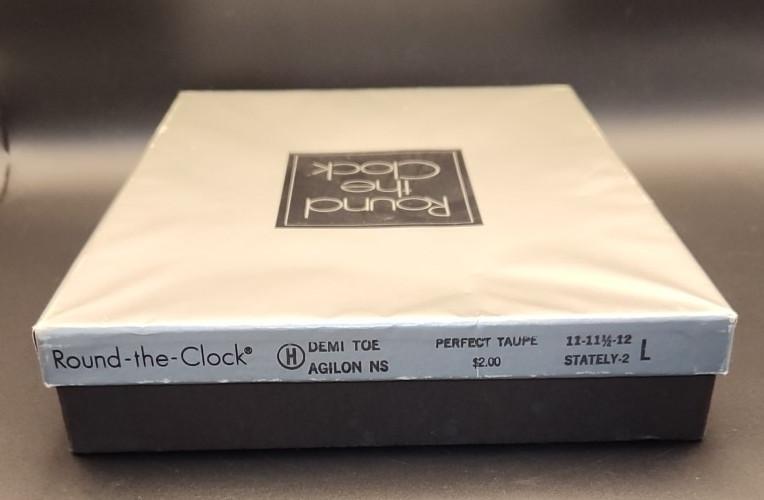 Round
the
Clock
Round-the-Clock®
H
DEMI TOE
AGILON NS
PERFECT TAUPE
$2.00
11-11½-12
STATELY-2
L